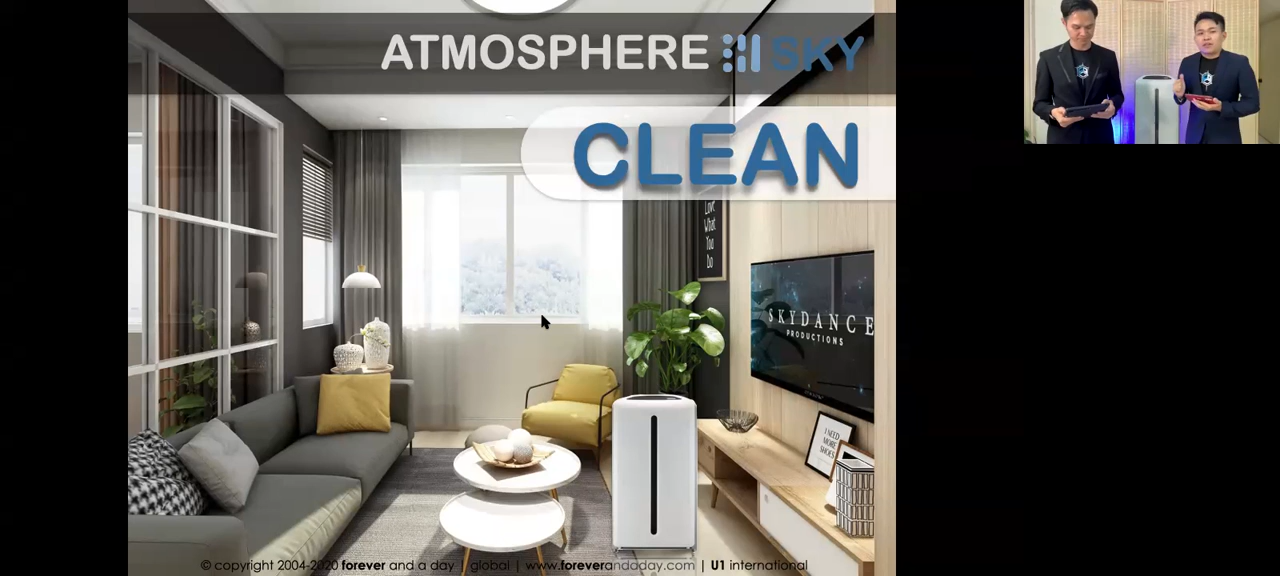 ATMOSPHERE SKY
CLEAN
Love
What
You
Do
SKYDANCE
PRODUCTIONS
I NEED
MORE
SHOES
© copyright 2004-2020 forever and a day | global | www.foreverandaday.com | U1 international